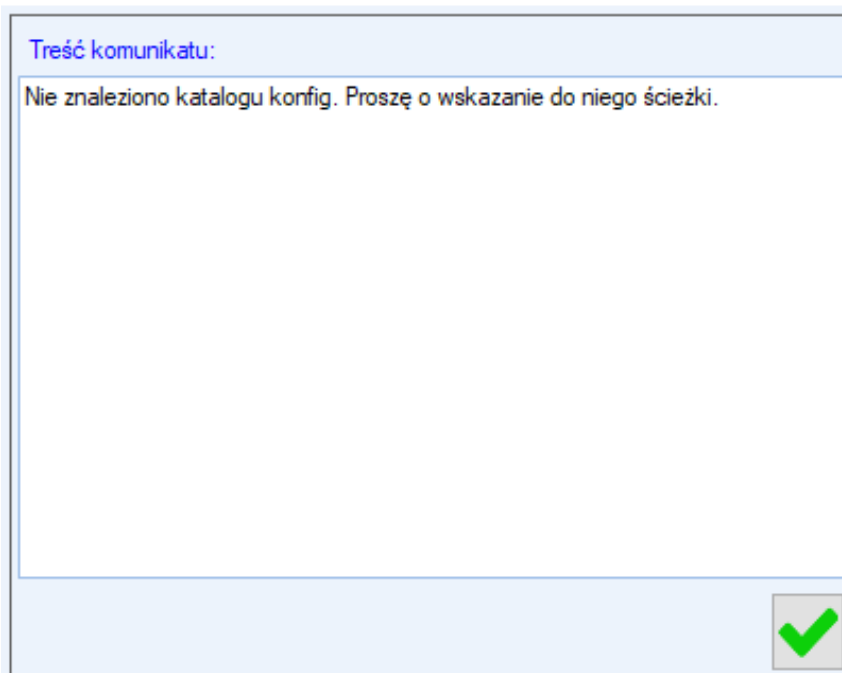 Treść komunikatu:
Nie znaleziono katalogu konfig. Proszę o wskazanie do niego ścieżki.